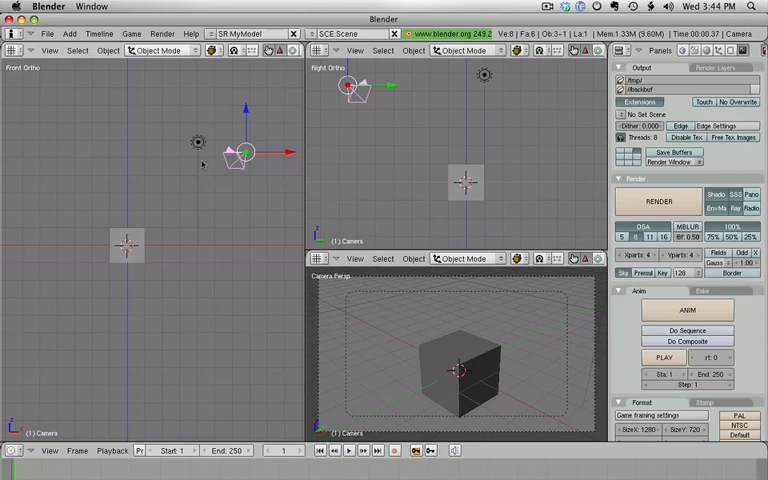 Blender Window Wed 3:44 PM
Blender
File Add Timeline Game Render Help SR:MyModel SCE:Scene www.blender.org 249.2 Ve:8 | Fa:6 | Ob:3-1 | La:1 | Mem:1.33M (9.60M) | Time:00:00.37 | Camera
View Select Object Object Mode
Front Ortho
(1) Camera
View Select Object Object Mode
Right Ortho
(1) Camera
View Select Object Object Mode
Camera Persp
(1) Camera
Panels
Output Render Layers
/tmp/
//backbuf
Extensions Touch No Overwrite
No Set Scene
Dither: 0.000 Edge Edge Settings
Threads: 8 Disable Tex Free Tex Images
Save Buffers
Render Window
Render
RENDER
Shado SSS Pano
EnvMa Ray Radio
OSA MBLUR 100%
5 8 11 16 Bf: 0.50 75% 50% 25%
Xparts: 4 Yparts: 4 Fields Odd X
Gauss 1.00
Sky Premul Key 128 Border
Anim Bake
ANIM
Do Sequence
Do Composite
PLAY rt: 0
Sta: 1 End: 250
Step: 1
Format Stamp
Game framing settings PAL
NTSC
SizeX: 1280 SizeY: 720 Default
View Frame Playback Pr Start: 1 End: 250 1